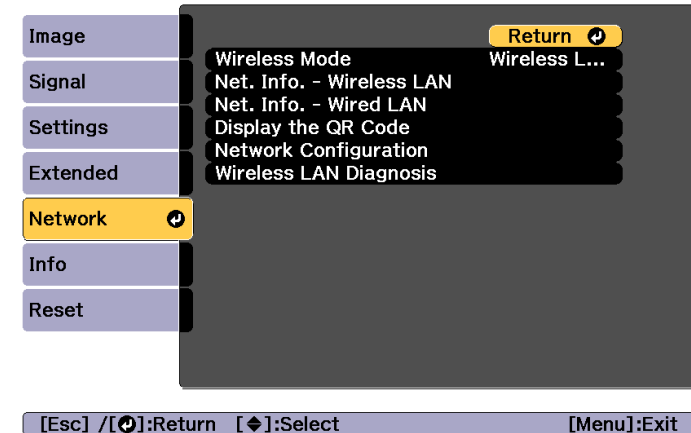 Image
Signal
Settings
Extended
Network
Info
Reset
Return
Wireless Mode Wireless L...
Net. Info. - Wireless LAN
Net. Info. - Wired LAN
Display the QR Code
Network Configuration
Wireless LAN Diagnosis
[Esc] /[⏎]:Return [◆]:Select [Menu]:Exit